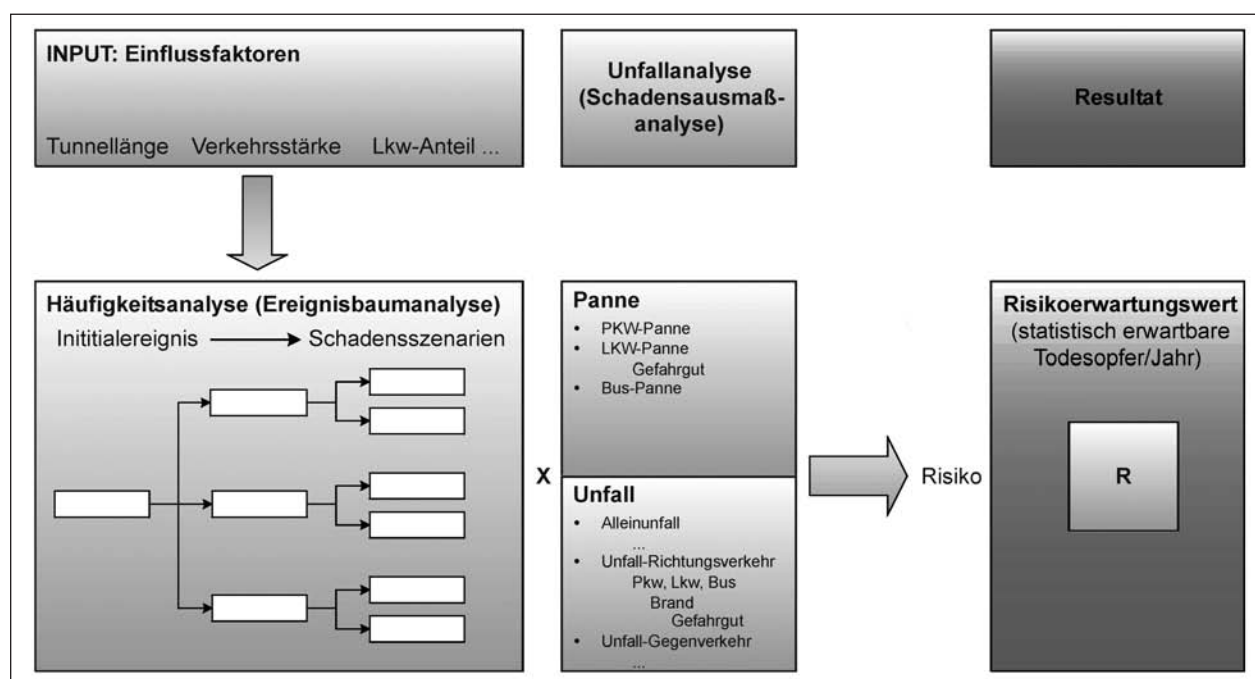 INPUT: Einflussfaktoren
Tunnellänge Verkehrsstärke Lkw-Anteil ...
Unfallanalyse
(Schadensausmaß-
analyse)
Resultat
Häufigkeitsanalyse (Ereignisbaumanalyse)
Inititialereignis Schadensszenarien
X
Panne
• PKW-Panne
• LKW-Panne
Gefahrgut
• Bus-Panne
Unfall
• Alleinunfall
...
• Unfall-Richtungsverkehr
Pkw, Lkw, Bus
Brand
Gefahrgut
• Unfall-Gegenverkehr
...
Risiko
Risikoerwartungswert
(statistisch erwartbare
Todesopfer/Jahr)
R